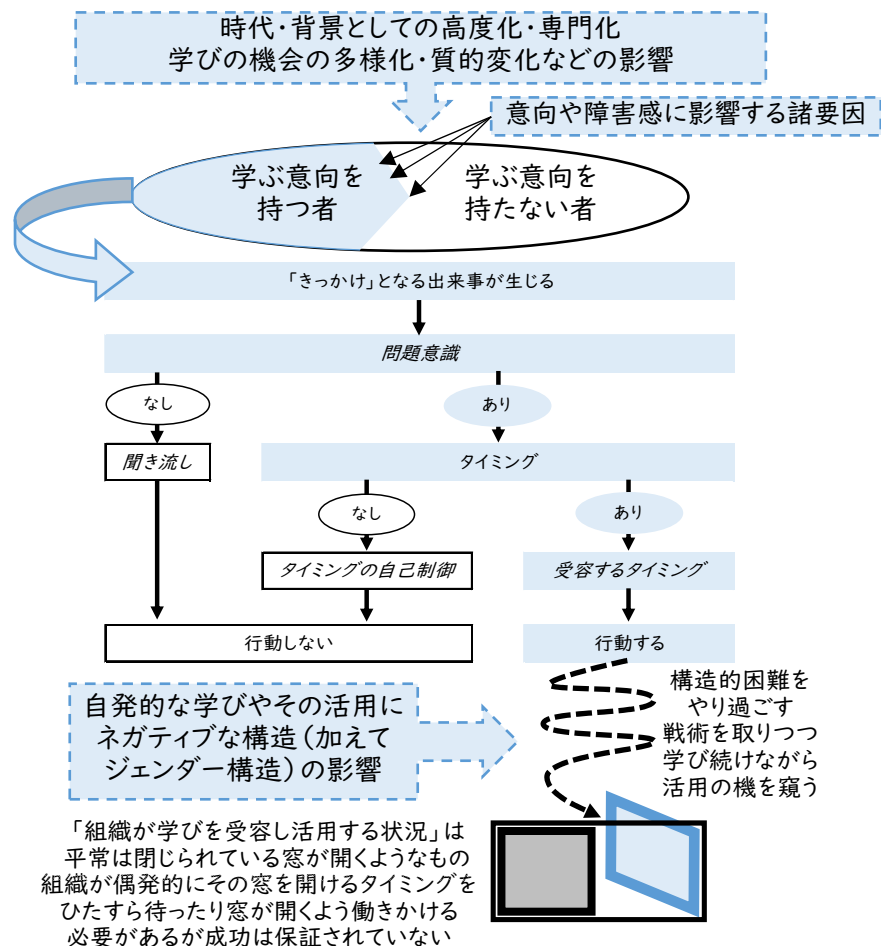 時代・背景としての高度化・専門化
学びの機会の多様化・質的変化などの影響
意向や障害感に影響する諸要因
学ぶ意向を
持つ者
学ぶ意向を
持たない者
「きっかけ」となる出来事が生じる
問題意識
なし
あり
聞き流し
タイミング
なし
あり
タイミングの自己制御
受容するタイミング
行動しない
行動する
自発的な学びやその活用に
ネガティブな構造（加えて
ジェンダー構造）の影響
構造的困難を
やり過ごす
戦術を取りつつ
学び続けながら
活用の機を窺う
「組織が学びを受容し活用する状況」は
平常は閉じられている窓が開くようなもの
組織が偶発的にその窓を開けるタイミングを
ひたすら待ったり窓が開くよう働きかける
必要があるが成功は保証されていない